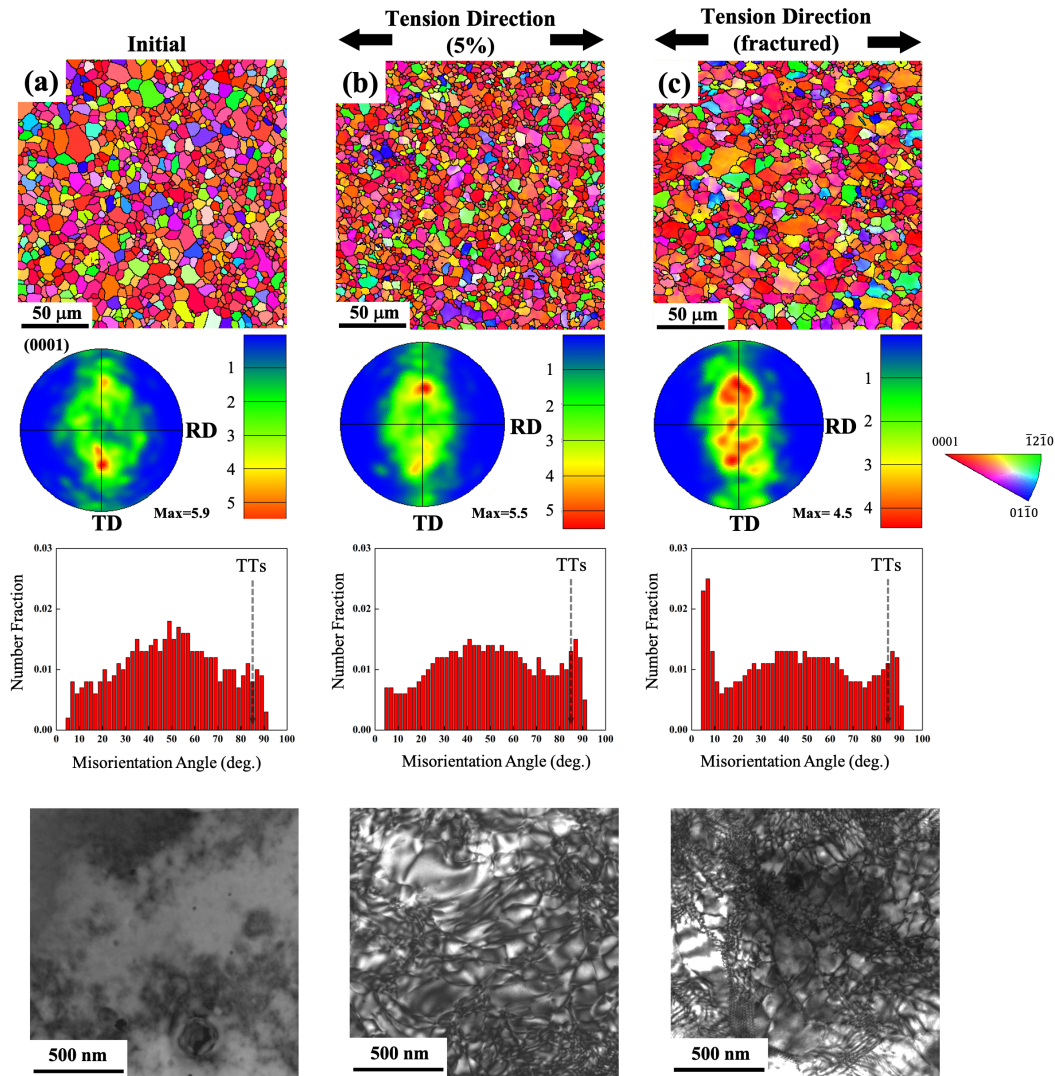 Initial
Tension Direction
(5%)
Tension Direction
(fractured)
(a)
(b)
(c)
50 μm
50 μm
50 μm
(0001)
RD
TD
Max=5.9
1
2
3
4
5
RD
TD
Max=5.5
1
2
3
4
5
RD
TD
Max= 4.5
1
2
3
4
0001
1̅21̅0
011̅0
0.03
0.02
0.01
0.00
Number Fraction
TTs
0 10 20 30 40 50 60 70 80 90 100
Misorientation Angle (deg.)
0.03
0.02
0.01
0.00
Number Fraction
TTs
0 10 20 30 40 50 60 70 80 90 100
Misorientation Angle (deg.)
0.03
0.02
0.01
0.00
Number Fraction
TTs
0 10 20 30 40 50 60 70 80 90 100
Misorientation Angle (deg.)
500 nm
500 nm
500 nm